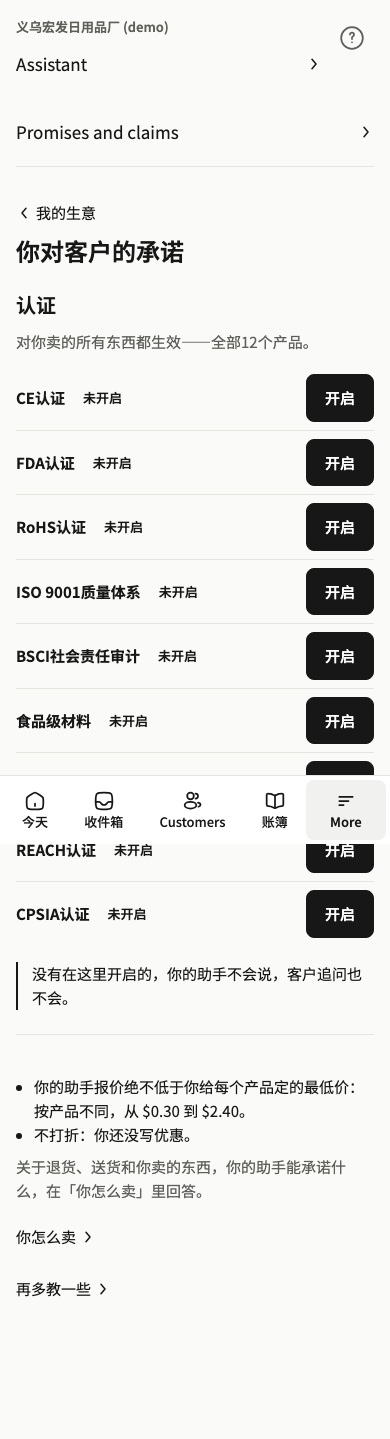 义乌宏发日用品厂 (demo)
Assistant
Promises and claims
我的生意
你对客户的承诺
认证
对你卖的所有东西都生效——全部12个产品。
CE认证 未开启 开启
FDA认证 未开启 开启
RoHS认证 未开启 开启
ISO 9001质量体系 未开启 开启
BSCI社会责任审计 未开启 开启
食品级材料 未开启 开启
今天 收件箱 Customers 账簿 More
REACH认证 未开启 开启
CPSIA认证 未开启 开启
没有在这里开启的，你的助手不会说，客户追问也
不会。
你的助手报价绝不低于你给每个产品定的最低价：
按产品不同，从 $0.30 到 $2.40。
不打折：你还没写优惠。
关于退货、送货和你卖的东西，你的助手能承诺什
么，在「你怎么卖」里回答。
你怎么卖
再多教一些